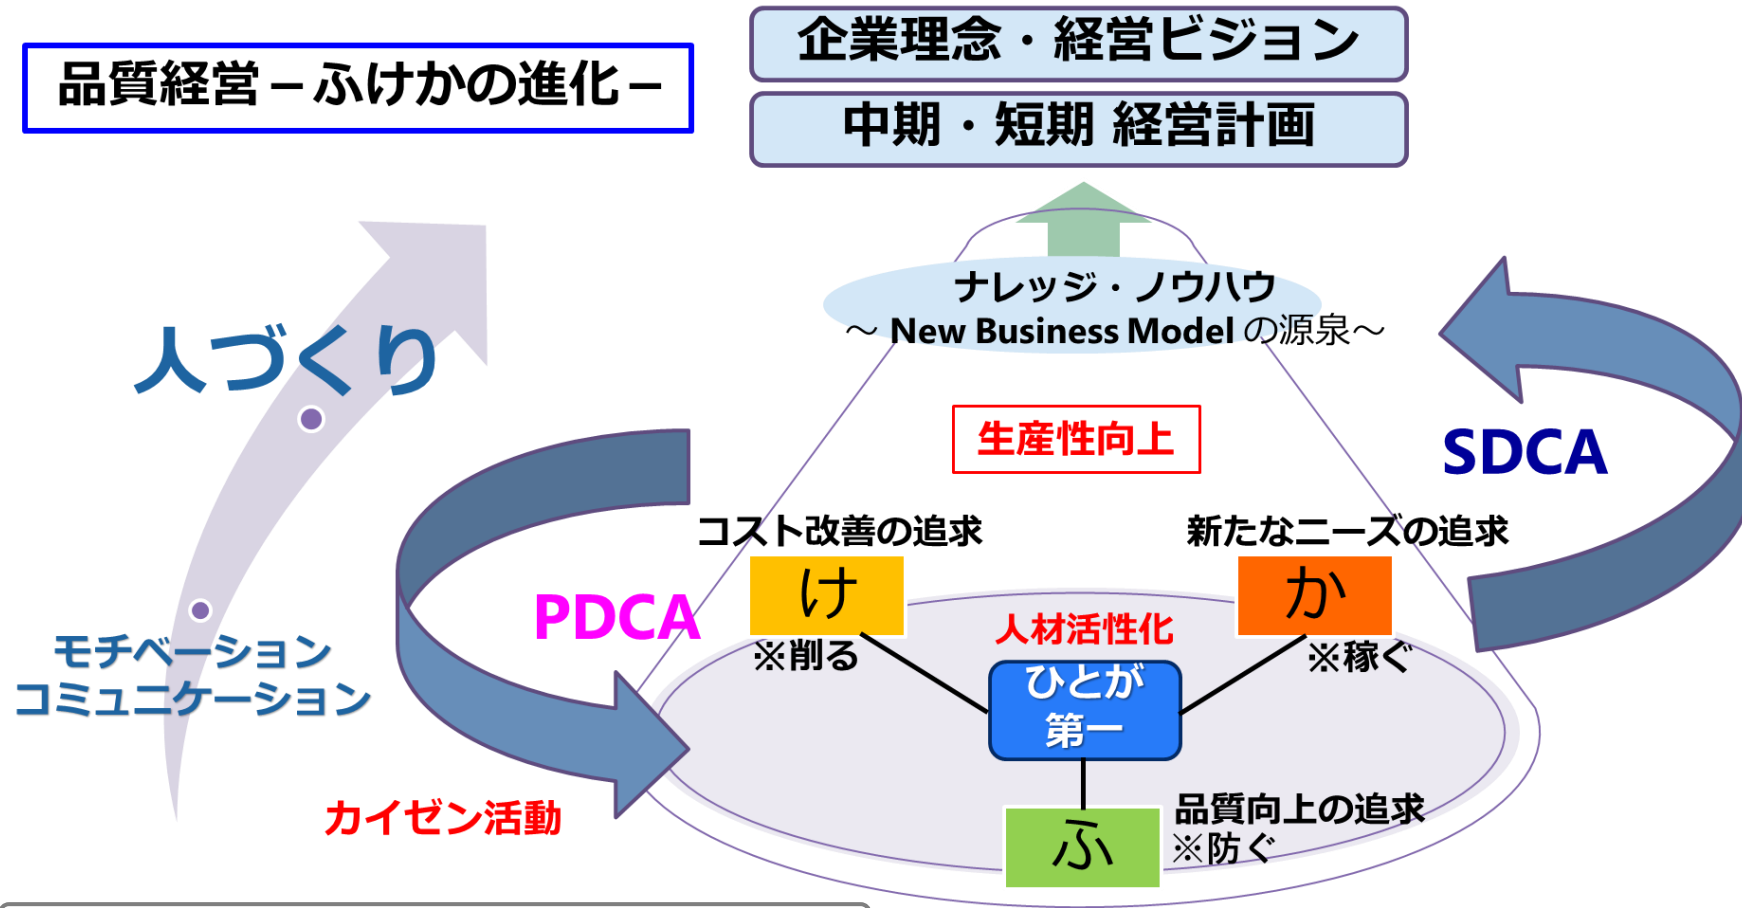 企業理念・経営ビジョン
品質経営－ふけかの進化－
中期・短期 経営計画
ナレッジ・ノウハウ
～ New Business Model の源泉～
人づくり
生産性向上
SDCA
コスト改善の追求
新たなニーズの追求
け
か
PDCA
人材活性化
※削る
※稼ぐ
モチベーション
コミュニケーション
ひとが
第一
カイゼン活動
品質向上の追求
ふ
※防ぐ